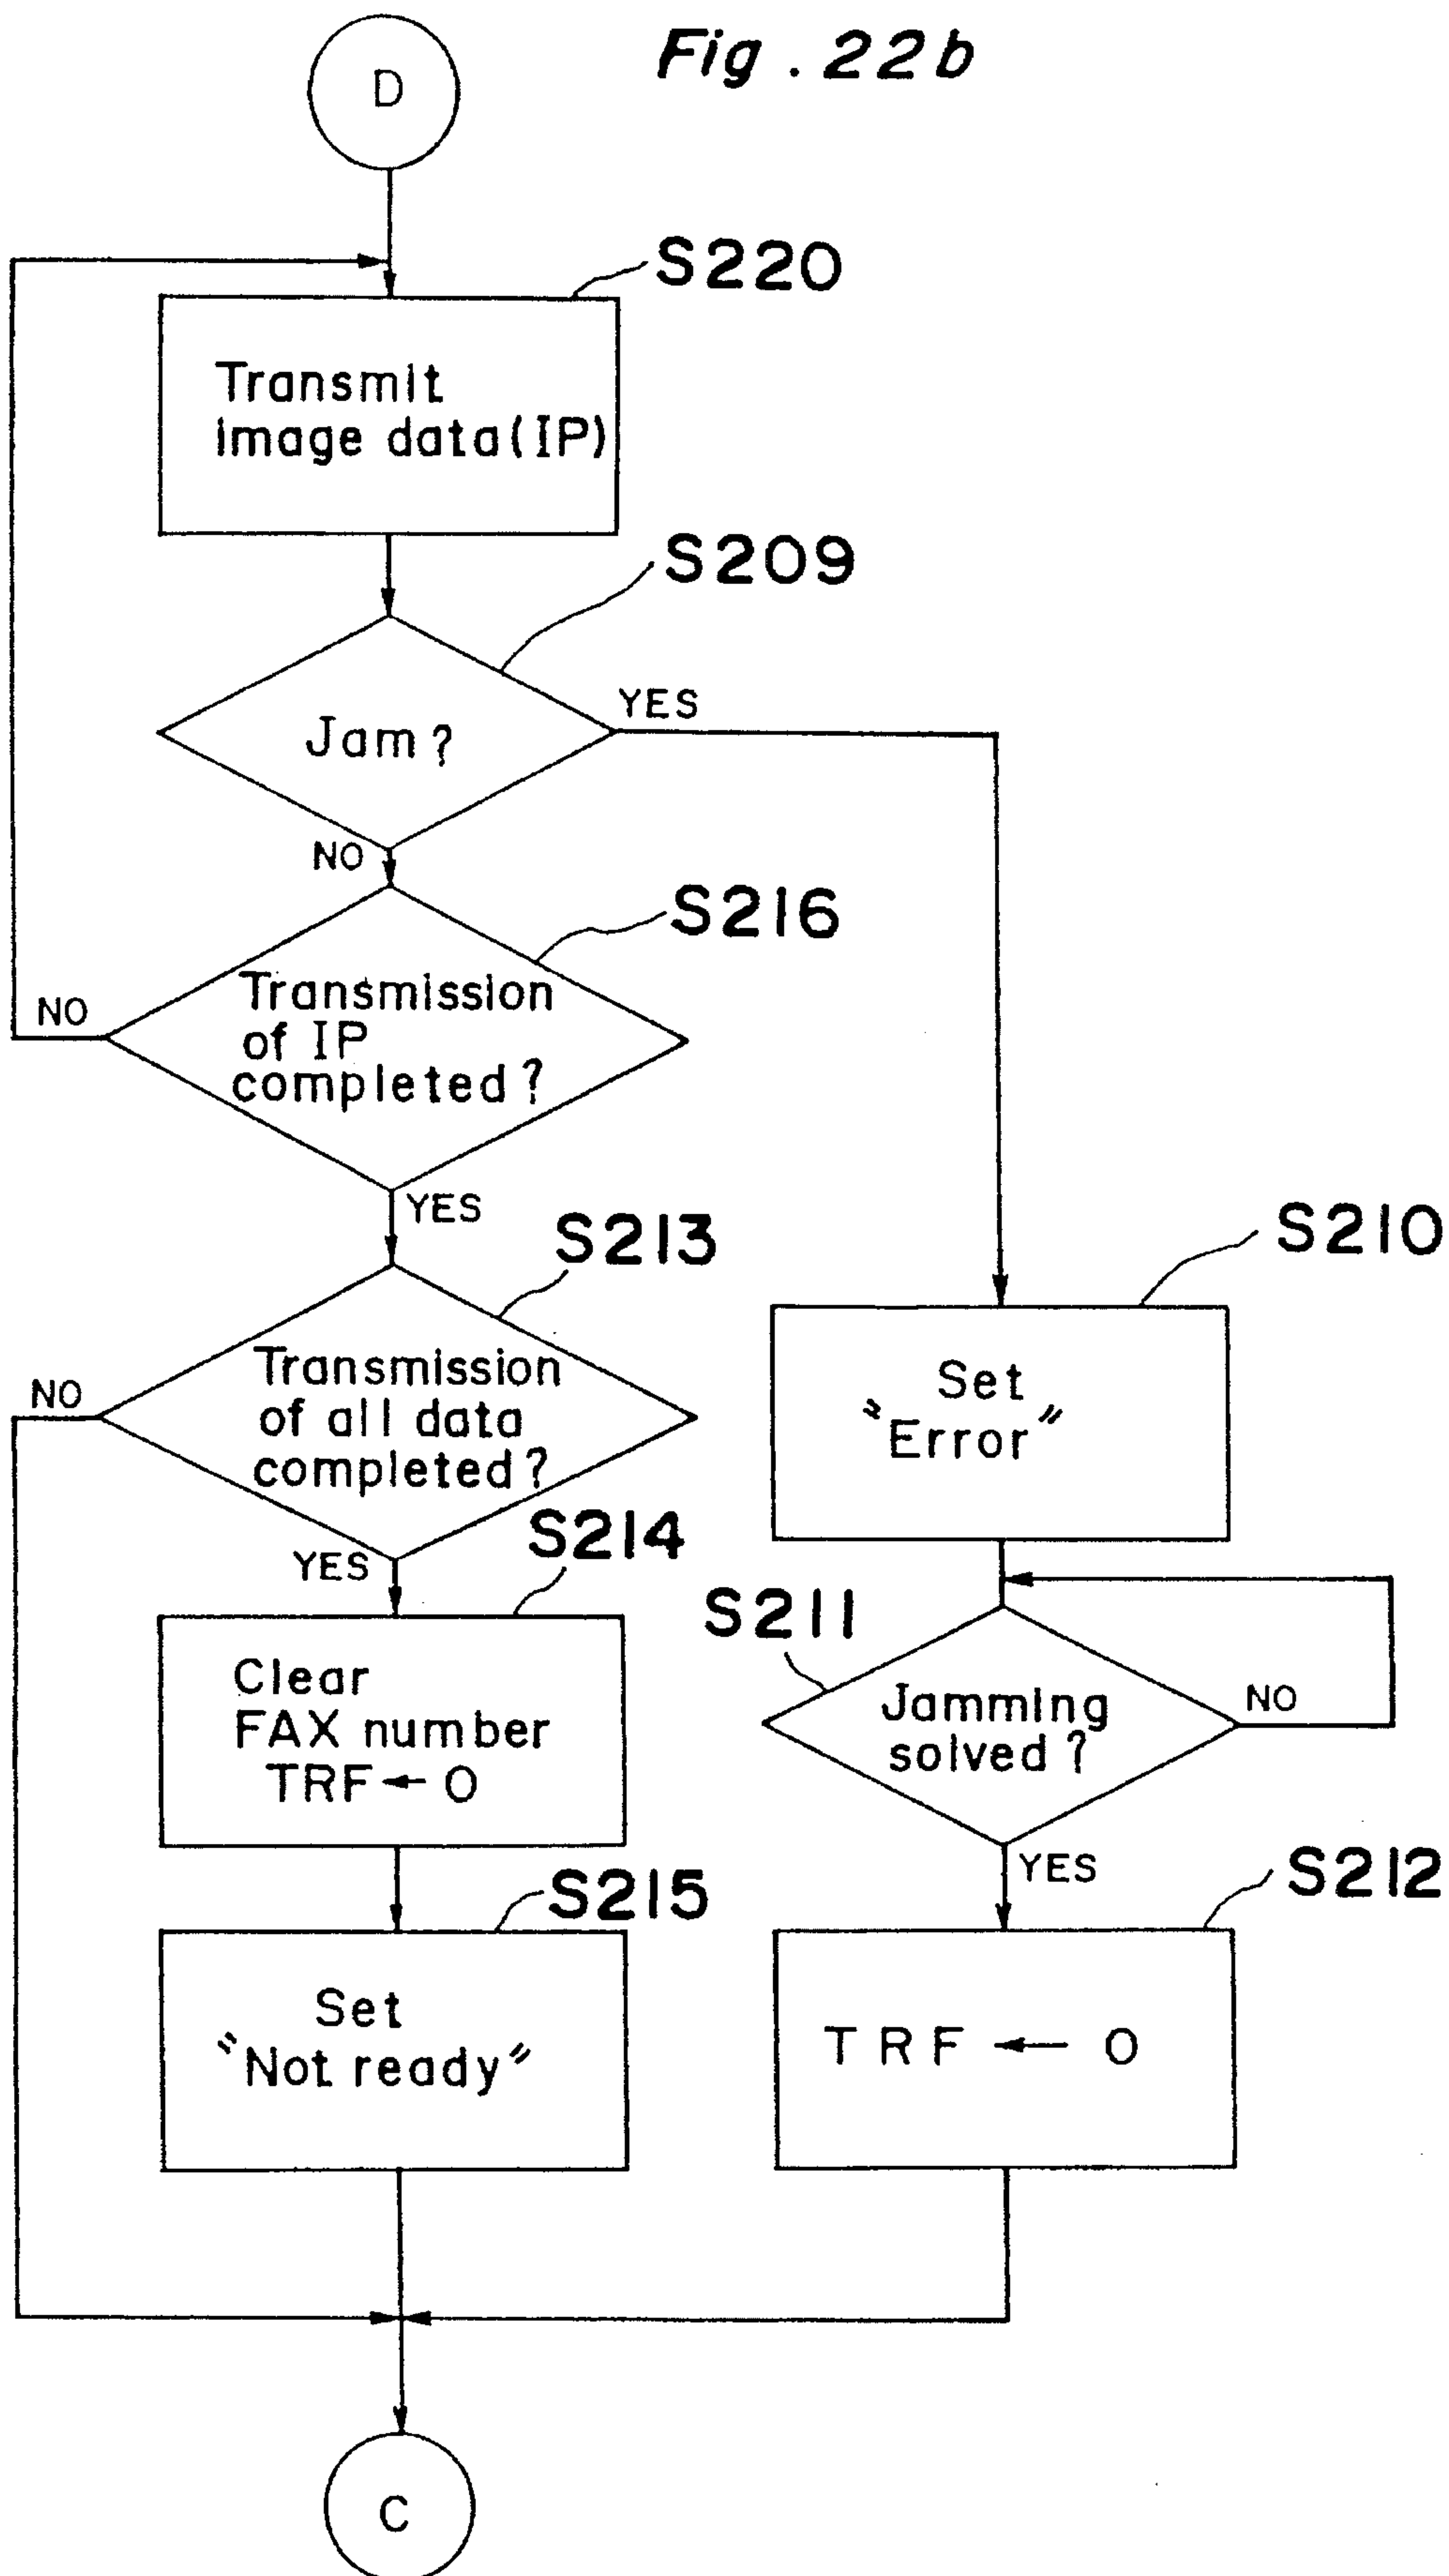 Fig. 22b
D
S220
Transmit
image data(IP)
S209
Jam?
YES
NO
S216
Transmission
of IP
completed?
NO
YES
S213
Transmission
of all data
completed?
NO
YES
S210
Set
"Error"
S214
Clear
FAX number
TRF ← 0
S211
Jamming
solved?
NO
YES
S215
Set
"Not ready"
S212
TRF ← 0
C